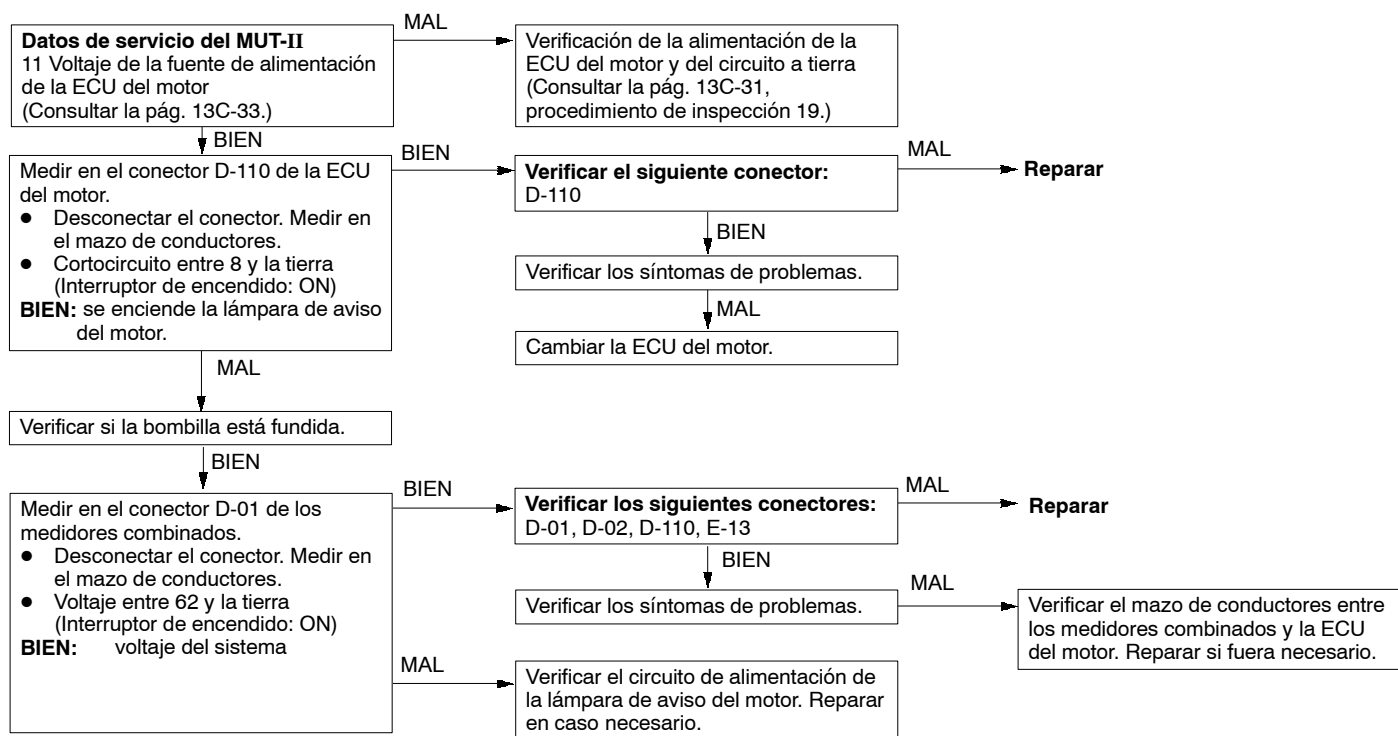 MAL
Datos de servicio del MUT-II
11 Voltaje de la fuente de alimentación
de la ECU del motor
(Consultar la pág. 13C-33.)
Verificación de la alimentación de la
ECU del motor y del circuito a tierra
(Consultar la pág. 13C-31,
procedimiento de inspección 19.)
BIEN
Medir en el conector D-110 de la ECU
del motor.
● Desconectar el conector. Medir en
el mazo de conductores.
● Cortocircuito entre 8 y la tierra
(Interruptor de encendido: ON)
BIEN: se enciende la lámpara de aviso
del motor.
BIEN
Verificar el siguiente conector:
D-110
MAL
Reparar
BIEN
Verificar los síntomas de problemas.
MAL
Cambiar la ECU del motor.
MAL
Verificar si la bombilla está fundida.
BIEN
Medir en el conector D-01 de los
medidores combinados.
● Desconectar el conector. Medir en
el mazo de conductores.
● Voltaje entre 62 y la tierra
(Interruptor de encendido: ON)
BIEN: voltaje del sistema
BIEN
Verificar los siguientes conectores:
D-01, D-02, D-110, E-13
MAL
Reparar
BIEN
Verificar los síntomas de problemas.
MAL
Verificar el mazo de conductores entre
los medidores combinados y la ECU
del motor. Reparar si fuera necesario.
MAL
Verificar el circuito de alimentación de
la lámpara de aviso del motor. Reparar
en caso necesario.